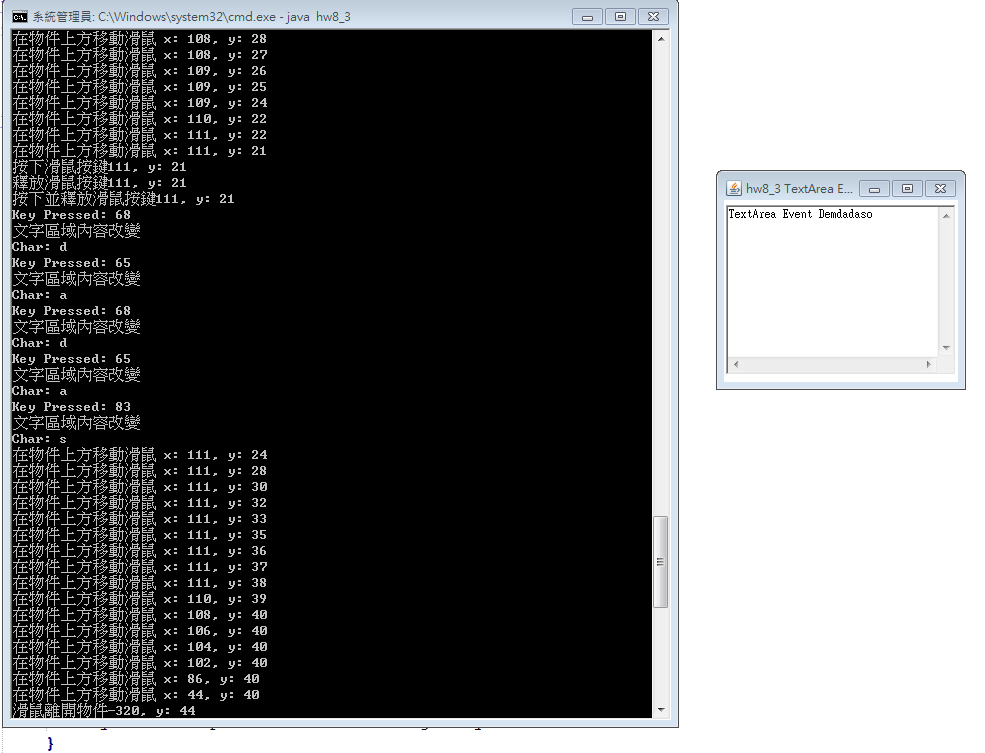 系統管理員: C:\Windows\system32\cmd.exe - java  hw8_3
在物件上方移動滑鼠 x: 108, y: 28
在物件上方移動滑鼠 x: 108, y: 27
在物件上方移動滑鼠 x: 109, y: 26
在物件上方移動滑鼠 x: 109, y: 25
在物件上方移動滑鼠 x: 109, y: 24
在物件上方移動滑鼠 x: 110, y: 22
在物件上方移動滑鼠 x: 111, y: 22
在物件上方移動滑鼠 x: 111, y: 21
按下滑鼠按鍵111, y: 21
釋放滑鼠按鍵111, y: 21
按下並釋放滑鼠按鍵111, y: 21
Key Pressed: 68
文字區域內容改變
Char: d
Key Pressed: 65
文字區域內容改變
Char: a
Key Pressed: 68
文字區域內容改變
Char: d
Key Pressed: 65
文字區域內容改變
Char: a
Key Pressed: 83
文字區域內容改變
Char: s
在物件上方移動滑鼠 x: 111, y: 24
在物件上方移動滑鼠 x: 111, y: 28
在物件上方移動滑鼠 x: 111, y: 30
在物件上方移動滑鼠 x: 111, y: 32
在物件上方移動滑鼠 x: 111, y: 33
在物件上方移動滑鼠 x: 111, y: 35
在物件上方移動滑鼠 x: 111, y: 36
在物件上方移動滑鼠 x: 111, y: 37
在物件上方移動滑鼠 x: 111, y: 38
在物件上方移動滑鼠 x: 110, y: 39
在物件上方移動滑鼠 x: 108, y: 40
在物件上方移動滑鼠 x: 106, y: 40
在物件上方移動滑鼠 x: 104, y: 40
在物件上方移動滑鼠 x: 102, y: 40
在物件上方移動滑鼠 x: 86, y: 40
在物件上方移動滑鼠 x: 44, y: 40
滑鼠離開物件-320, y: 44
}
hw8_3 TextArea E...
TextArea Event Demdadaso